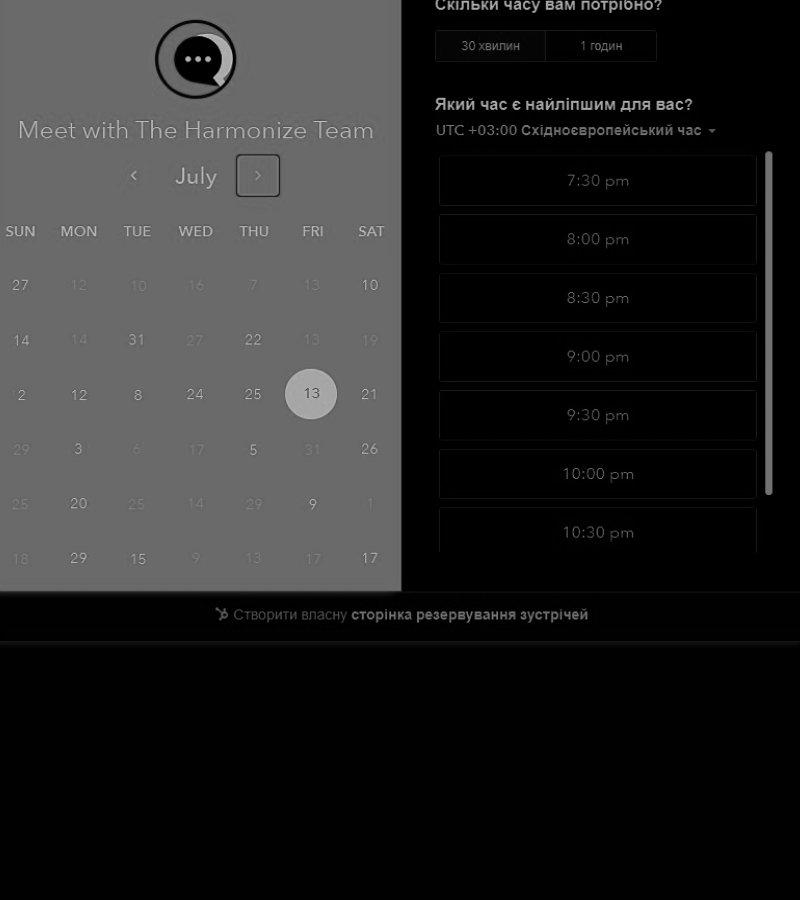 Скільки часу вам потрібно?
30 хвилин 1 годин
Meet with The Harmonize Team
July
SUN MON TUE WED THU FRI SAT
27 12 10 16 7 13 10
14 14 31 27 22 13 19
2 12 8 24 25 13 21
29 3 6 17 5 31 26
25 20 25 14 29 9 1
18 29 15 9 13 17 17
Який час є найліпшим для вас?
UTC +03:00 Східноєвропейський час
7:30 pm
8:00 pm
8:30 pm
9:00 pm
9:30 pm
10:00 pm
10:30 pm
Створити власну сторінка резервування зустрічей